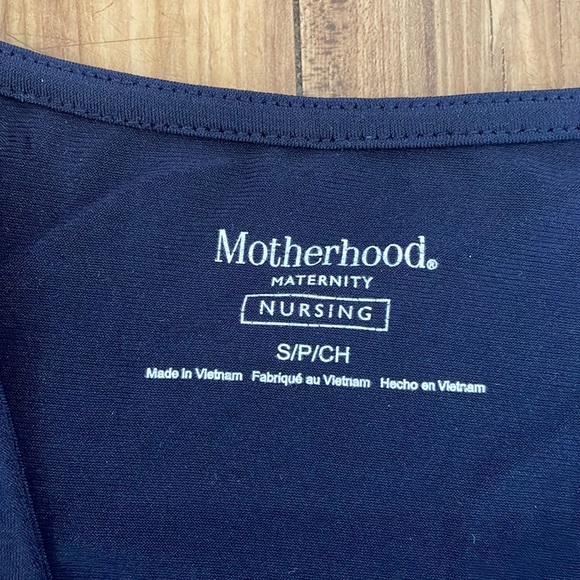 Motherhood®
MATERNITY
NURSING
S/P/CH
Made in Vietnam Fabriqué au Vietnam Hecho en Vietnam